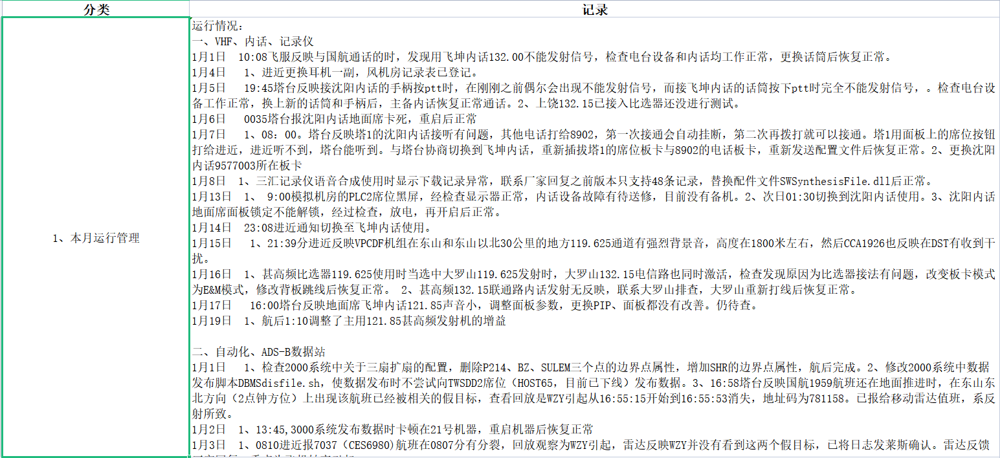 分类
记录
1、本月运行管理
运行情况：
一、VHF、内话、记录仪
1月1日  10:08飞服反映与国航通话的时，发现用飞坤内话132.00不能发射信号，检查电台设备和内话均工作正常，更换话筒后恢复正常。
1月4日  1、进近更换耳机一副，风机房记录表已登记。
1月5日  19:45塔台反映接沈阳内话的手柄按ptt时，在刚刚之前偶尔会出现不能发射信号，而接飞坤内话的话筒按下ptt时完全不能发射信号，。检查电台设
备工作正常，换上新的话筒和手柄后，主备内话恢复正常通话。2、上饶132.15已接入比选器还没进行测试。
1月6日  0035塔台报沈阳内话地面席卡死，重启后正常
1月7日  1、08：00。塔台反映塔1的沈阳内话接听有问题，其他电话打给8902，第一次接通会自动挂断，第二次再拨打就可以接通。塔1用面板上的席位按钮
打给进近，进近听不到，塔台能听到。与塔台协商切换到飞坤内话，重新插拔塔1的席位板卡与8902的电话板卡，重新发送配置文件后恢复正常。2、更换沈阳
内话9577003所在板卡
1月8日  1、三汇记录仪语音合成使用时显示下载记录异常，联系厂家回复之前版本只支持48条记录，替换配件文件SWSynthesisFile.dll后正常。
1月13日  1、 9:00模拟机房的PLC2席位黑屏，经检查显示器正常，内话设备故障有待送修，目前没有备机。2、次日01:30切换到沈阳内话使用。3、沈阳内话
地面席面板锁定不能解锁，经过检查，放电，再开启后正常。
1月14日  23:08进近通知切换至飞坤内话使用。
1月15日  1、21:39分进近反映VPCDF机组在东山和东山以北30公里的地方119.625通道有强烈背景音，高度在1800米左右，然后CCA1926也反映在DST有收到干
扰。
1月16日  1、甚高频比选器119.625使用时当选中大罗山119.625发射时，大罗山132.15电信路也同时激活，检查发现原因为比选器接法有问题，改变板卡模式
为E&M模式，修改背板跳线后恢复正常。 2、甚高频132.15联通路内话发射无反映，联系大罗山排查，大罗山重新打线后恢复正常。
1月17日  16:00塔台反映地面席飞坤内话121.85声音小，调整面板参数，更换PIP、面板都没有改善。仍待查。
1月19日  1、航后1:10调整了主用121.85甚高频发射机的增益
二、自动化、ADS-B数据站
1月1日  1、检查2000系统中关于三扇扩扇的配置，删除P214、BZ、SULEM三个点的边界点属性，增加SHR的边界点属性，航后完成。2、修改2000系统中数据
发布脚本DBMSdisfile.sh，使数据发布时不尝试向TWSDD2席位（HOST65，目前已下线）发布数据。3、16:58塔台反映国航1959航班还在地面推进时，在东山东
北方向（2点钟方位）上出现该航班已经被相关的假目标，查看回放是WZY引起从16:55:15开始到16:55:53消失，地址码为781158。已报给移动雷达值班，系反
射所致。
1月2日  1、13:45,3000系统发布数据时卡顿在21号机器，重启机器后恢复正常
1月3日  1、0810进近报7037（CES6980)航班在0807分有分裂，回放观察为WZY引起，雷达反映WZY并没有看到这两个假目标，已将日志发莱斯确认。雷达反馈